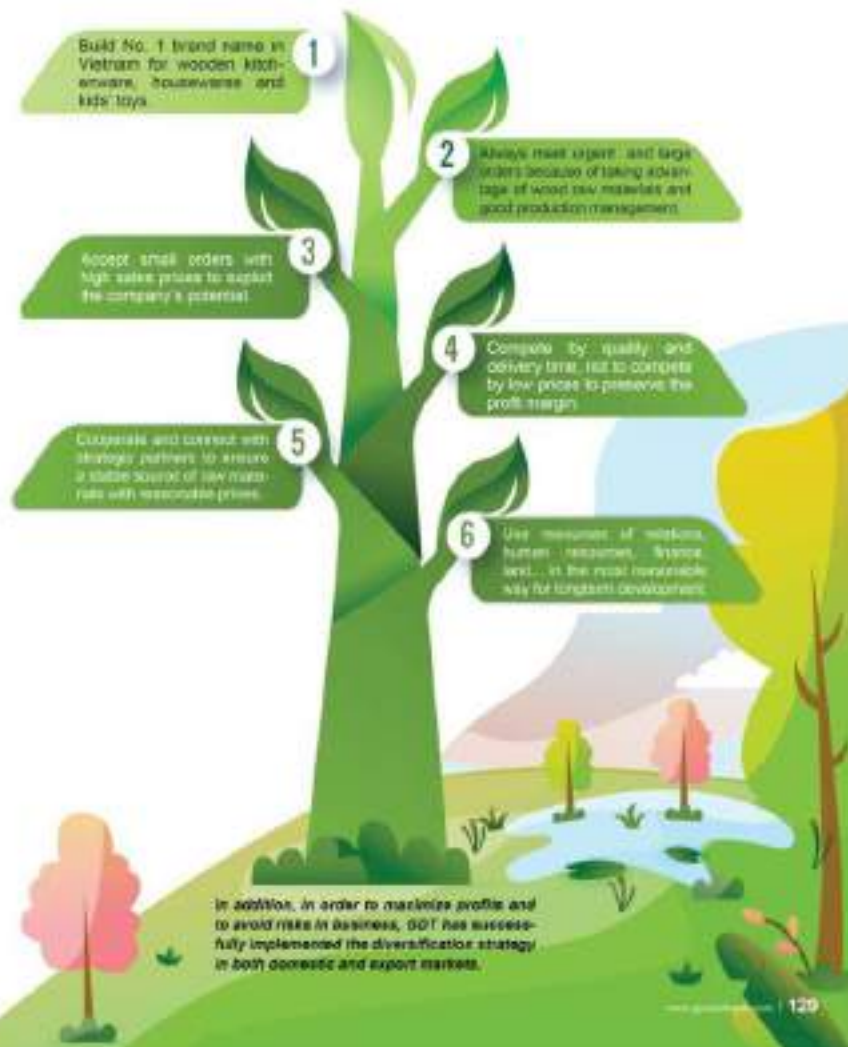 1
Build No. 1 brand name in
Vietnam for wooden kitch-
enware, housewares and
kids' toys.
2
Always meet urgent and large
orders because of taking advan-
tage of wood raw materials and
good production management.
3
Accept small orders with
high sales prices to exploit
the company's potential.
4
Compete by quality and
delivery time, not to compete
by low prices to preserve the
profit margin.
5
Cooperate and connect with
strategic partners to ensure
a stable source of raw mate-
rials with reasonable prices.
6
Use resources of relations,
human resources, finance,
land... in the most reasonable
way for longterm development.
In addition, in order to maximize profits and
to avoid risks in business, GDT has success-
fully implemented the diversification strategy
in both domestic and export markets.
| 129